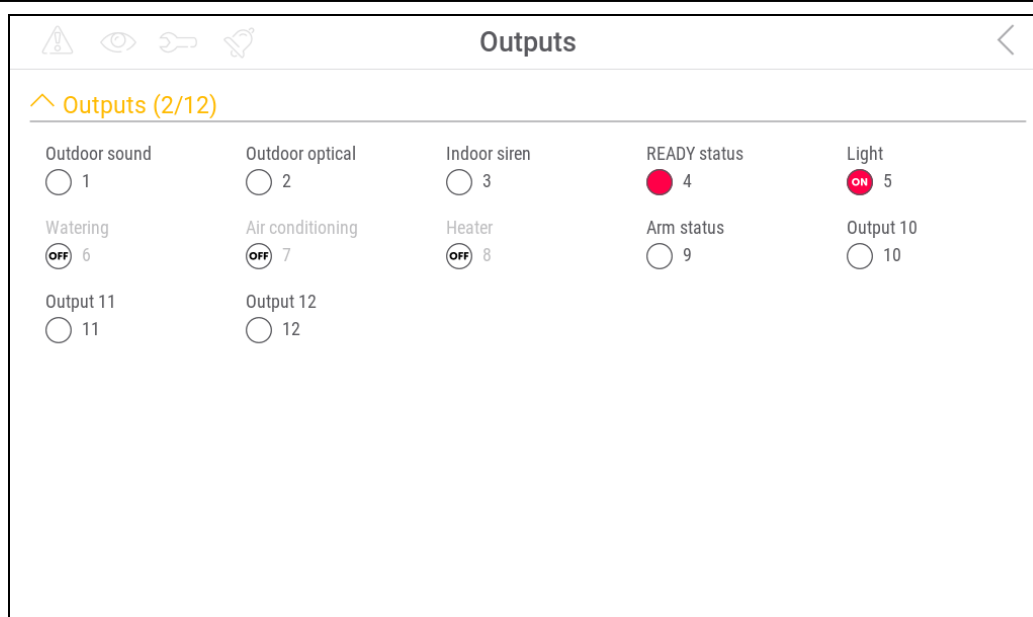 Outputs
Outputs (2/12)
Outdoor sound Outdoor optical Indoor siren READY status Light
1 2 3 4 ON 5
Watering Air conditioning Heater Arm status Output 10
OFF 6 OFF 7 OFF 8 9 10
Output 11 Output 12
11 12